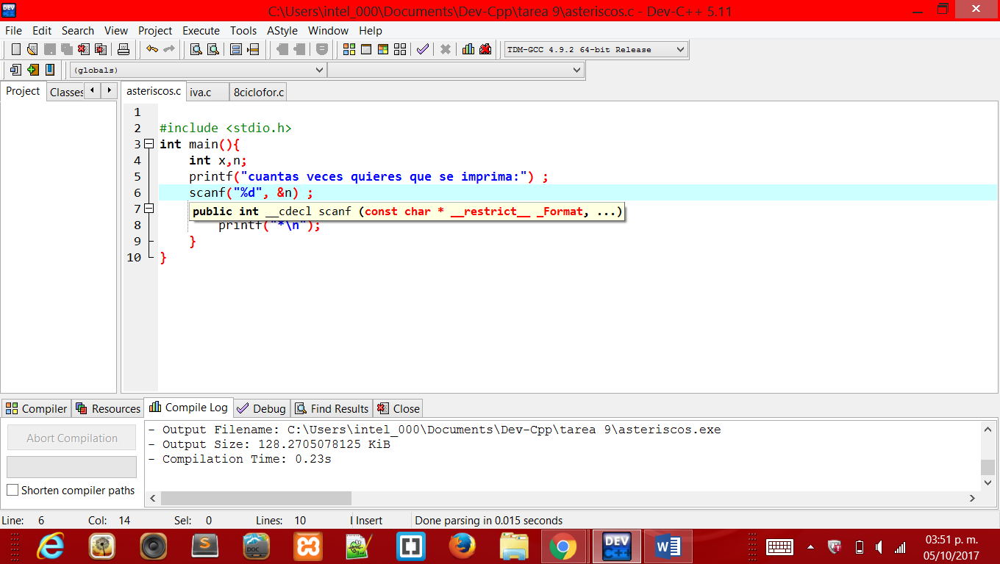 DEV
C:\Users\intel_000\Documents\Dev-Cpp\tarea 9\asteriscos.c - Dev-C++ 5.11
File Edit Search View Project Execute Tools AStyle Window Help
TDM-GCC 4.9.2 64-bit Release
(globals)
Project Classes asteriscos.c iva.c 8ciclofor.c
1
2 #include <stdio.h>
3 int main(){
4 int x,n;
5 printf("cuantas veces quieres que se imprima:") ;
6 scanf("%d", &n) ;
7 public int __cdecl scanf (const char * __restrict__ _Format, ...)
8 printf("*\n");
9 }
10 }
Compiler Resources Compile Log Debug Find Results Close
Abort Compilation
Shorten compiler paths
- Output Filename: C:\Users\intel_000\Documents\Dev-Cpp\tarea 9\asteriscos.exe
- Output Size: 128.2705078125 KiB
- Compilation Time: 0.23s
Line: 6 Col: 14 Sel: 0 Lines: 10 Insert Done parsing in 0.015 seconds
S DOC DEV C++ W
03:51 p. m.
05/10/2017